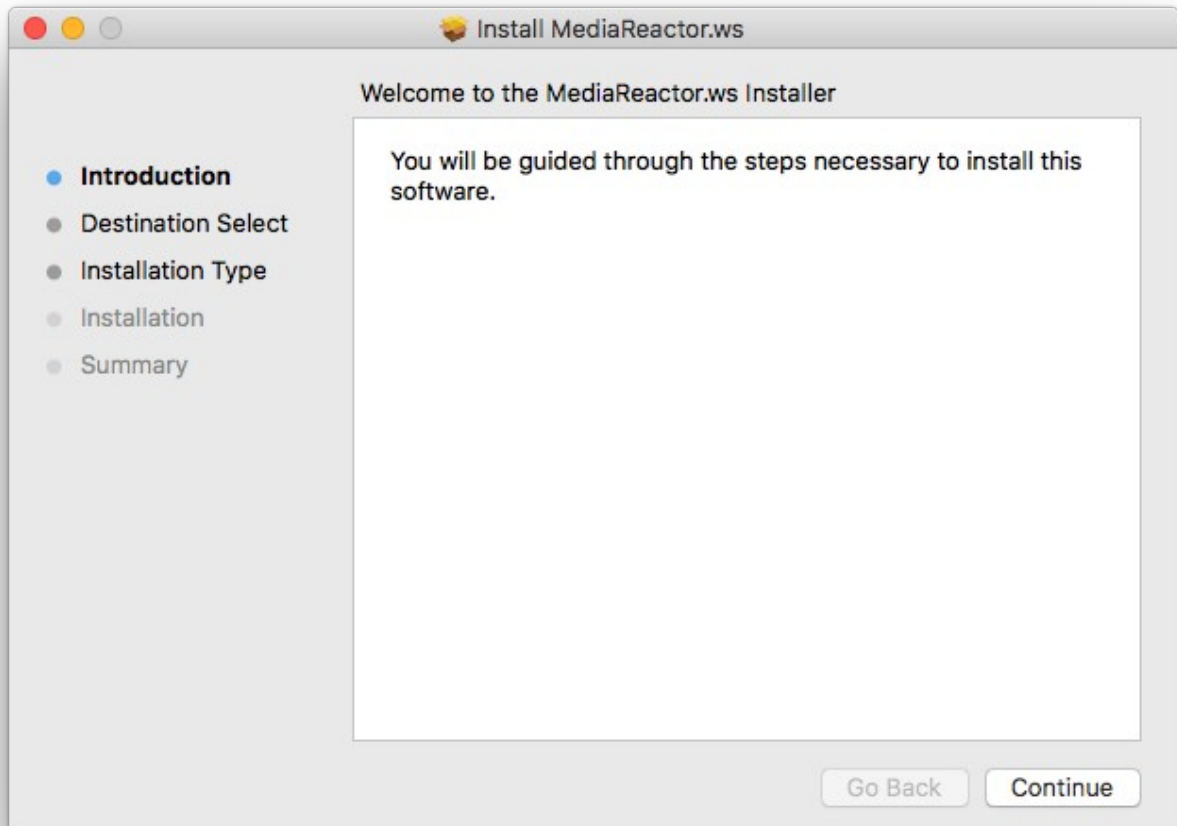 Install MediaReactor.ws
Welcome to the MediaReactor.ws Installer
Introduction
Destination Select
Installation Type
Installation
Summary
You will be guided through the steps necessary to install this
software.
Go Back
Continue